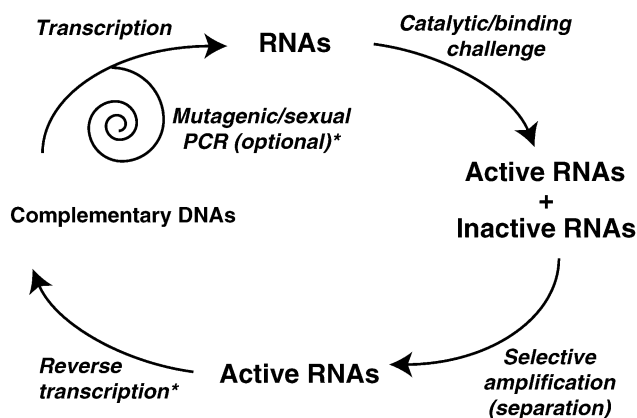 Transcription
RNAs
Catalytic/binding
challenge
Mutagenic/sexual
PCR (optional)*
Active RNAs
+
Inactive RNAs
Complementary DNAs
Reverse
transcription*
Active RNAs
Selective
amplification
(separation)